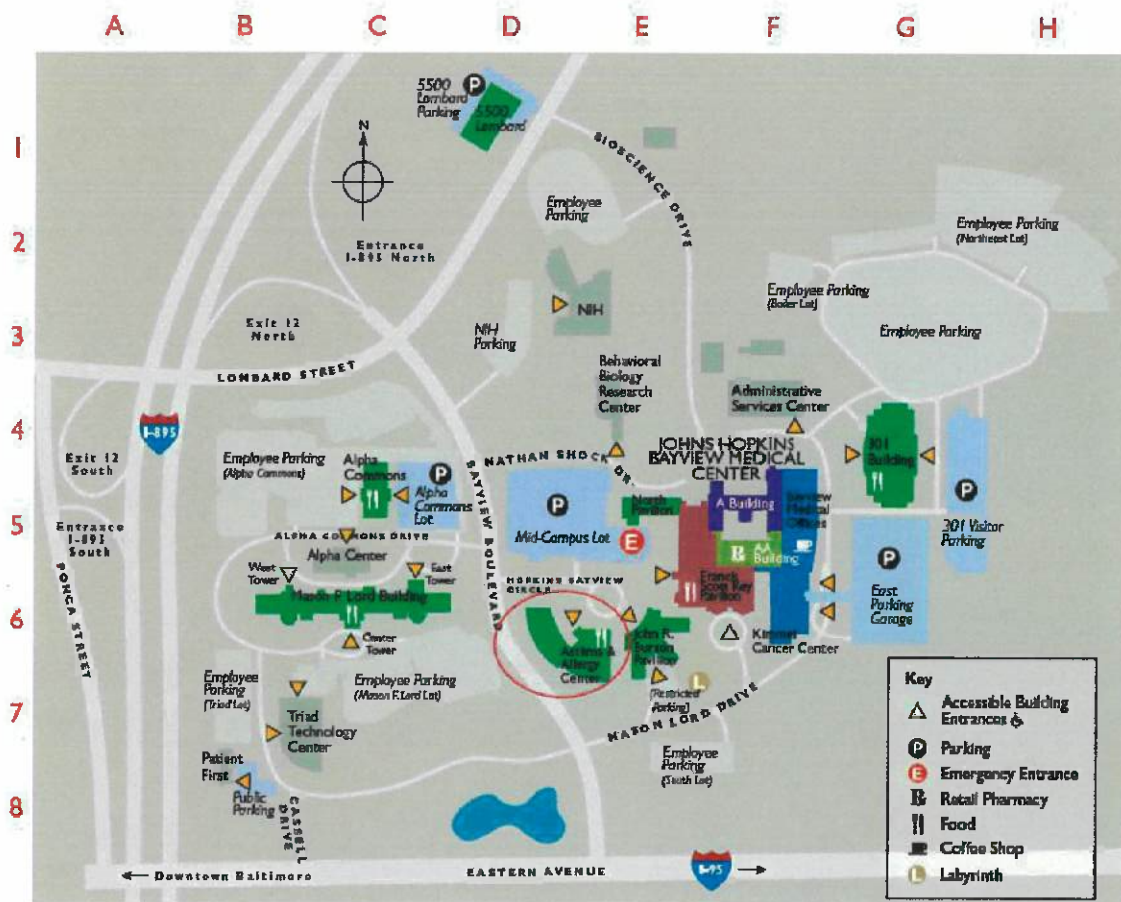 A B C D E F G H
1
2
3
4
5
6
7
8
5500
Lombard
Parking
P
5500
Lombard
N
BIOSCIENCE DRIVE
Employee
Parking
Employee Parking
(Northeast Lot)
Entrance
I-895 North
NIH
Employee Parking
(Boiler Lot)
Employee Parking
Exit 12
North
NIH
Parking
LOMBARD STREET
Behavioral
Biology
Research
Center
Administrative
Services Center
I-895
Exit 12
South
Employee Parking
(Alpha Commons)
Alpha
Commons
P
Alpha
Commons
Lot
NATHAN SHOCK DR.
JOHNS HOPKINS
BAYVIEW MEDICAL
CENTER
301
Building
P
301 Visitor
Parking
Entrance
I-895
South
P
Mid-Campus Lot
North
Pavilion
E
A Building
Bayview
Medical
Offices
AA
Building
P
East
Parking
Garage
ALPHA COMMONS DRIVE
Alpha Center
BAYVIEW BOULEVARD
PONCA STREET
West
Tower
East
Tower
Mason F. Lord Building
Center
Tower
HOPKINS BAYVIEW
CIRCLE
Francis
Scott Key
Pavilion
Asthma &
Allergy
Center
John R.
Burton
Pavilion
Kimmel
Cancer Center
L
(Restricted
Parking)
MASON LORD DRIVE
Employee
Parking
(Triad Lot)
Employee Parking
(Mason F. Lord Lot)
Triad
Technology
Center
Employee
Parking
(South Lot)
Patient
First
Public
Parking
CASSELL
DRIVE
Downtown Baltimore
EASTERN AVENUE
I-95
Key
Accessible Building
Entrances
P Parking
E Emergency Entrance
Retail Pharmacy
Food
Coffee Shop
L Labyrinth